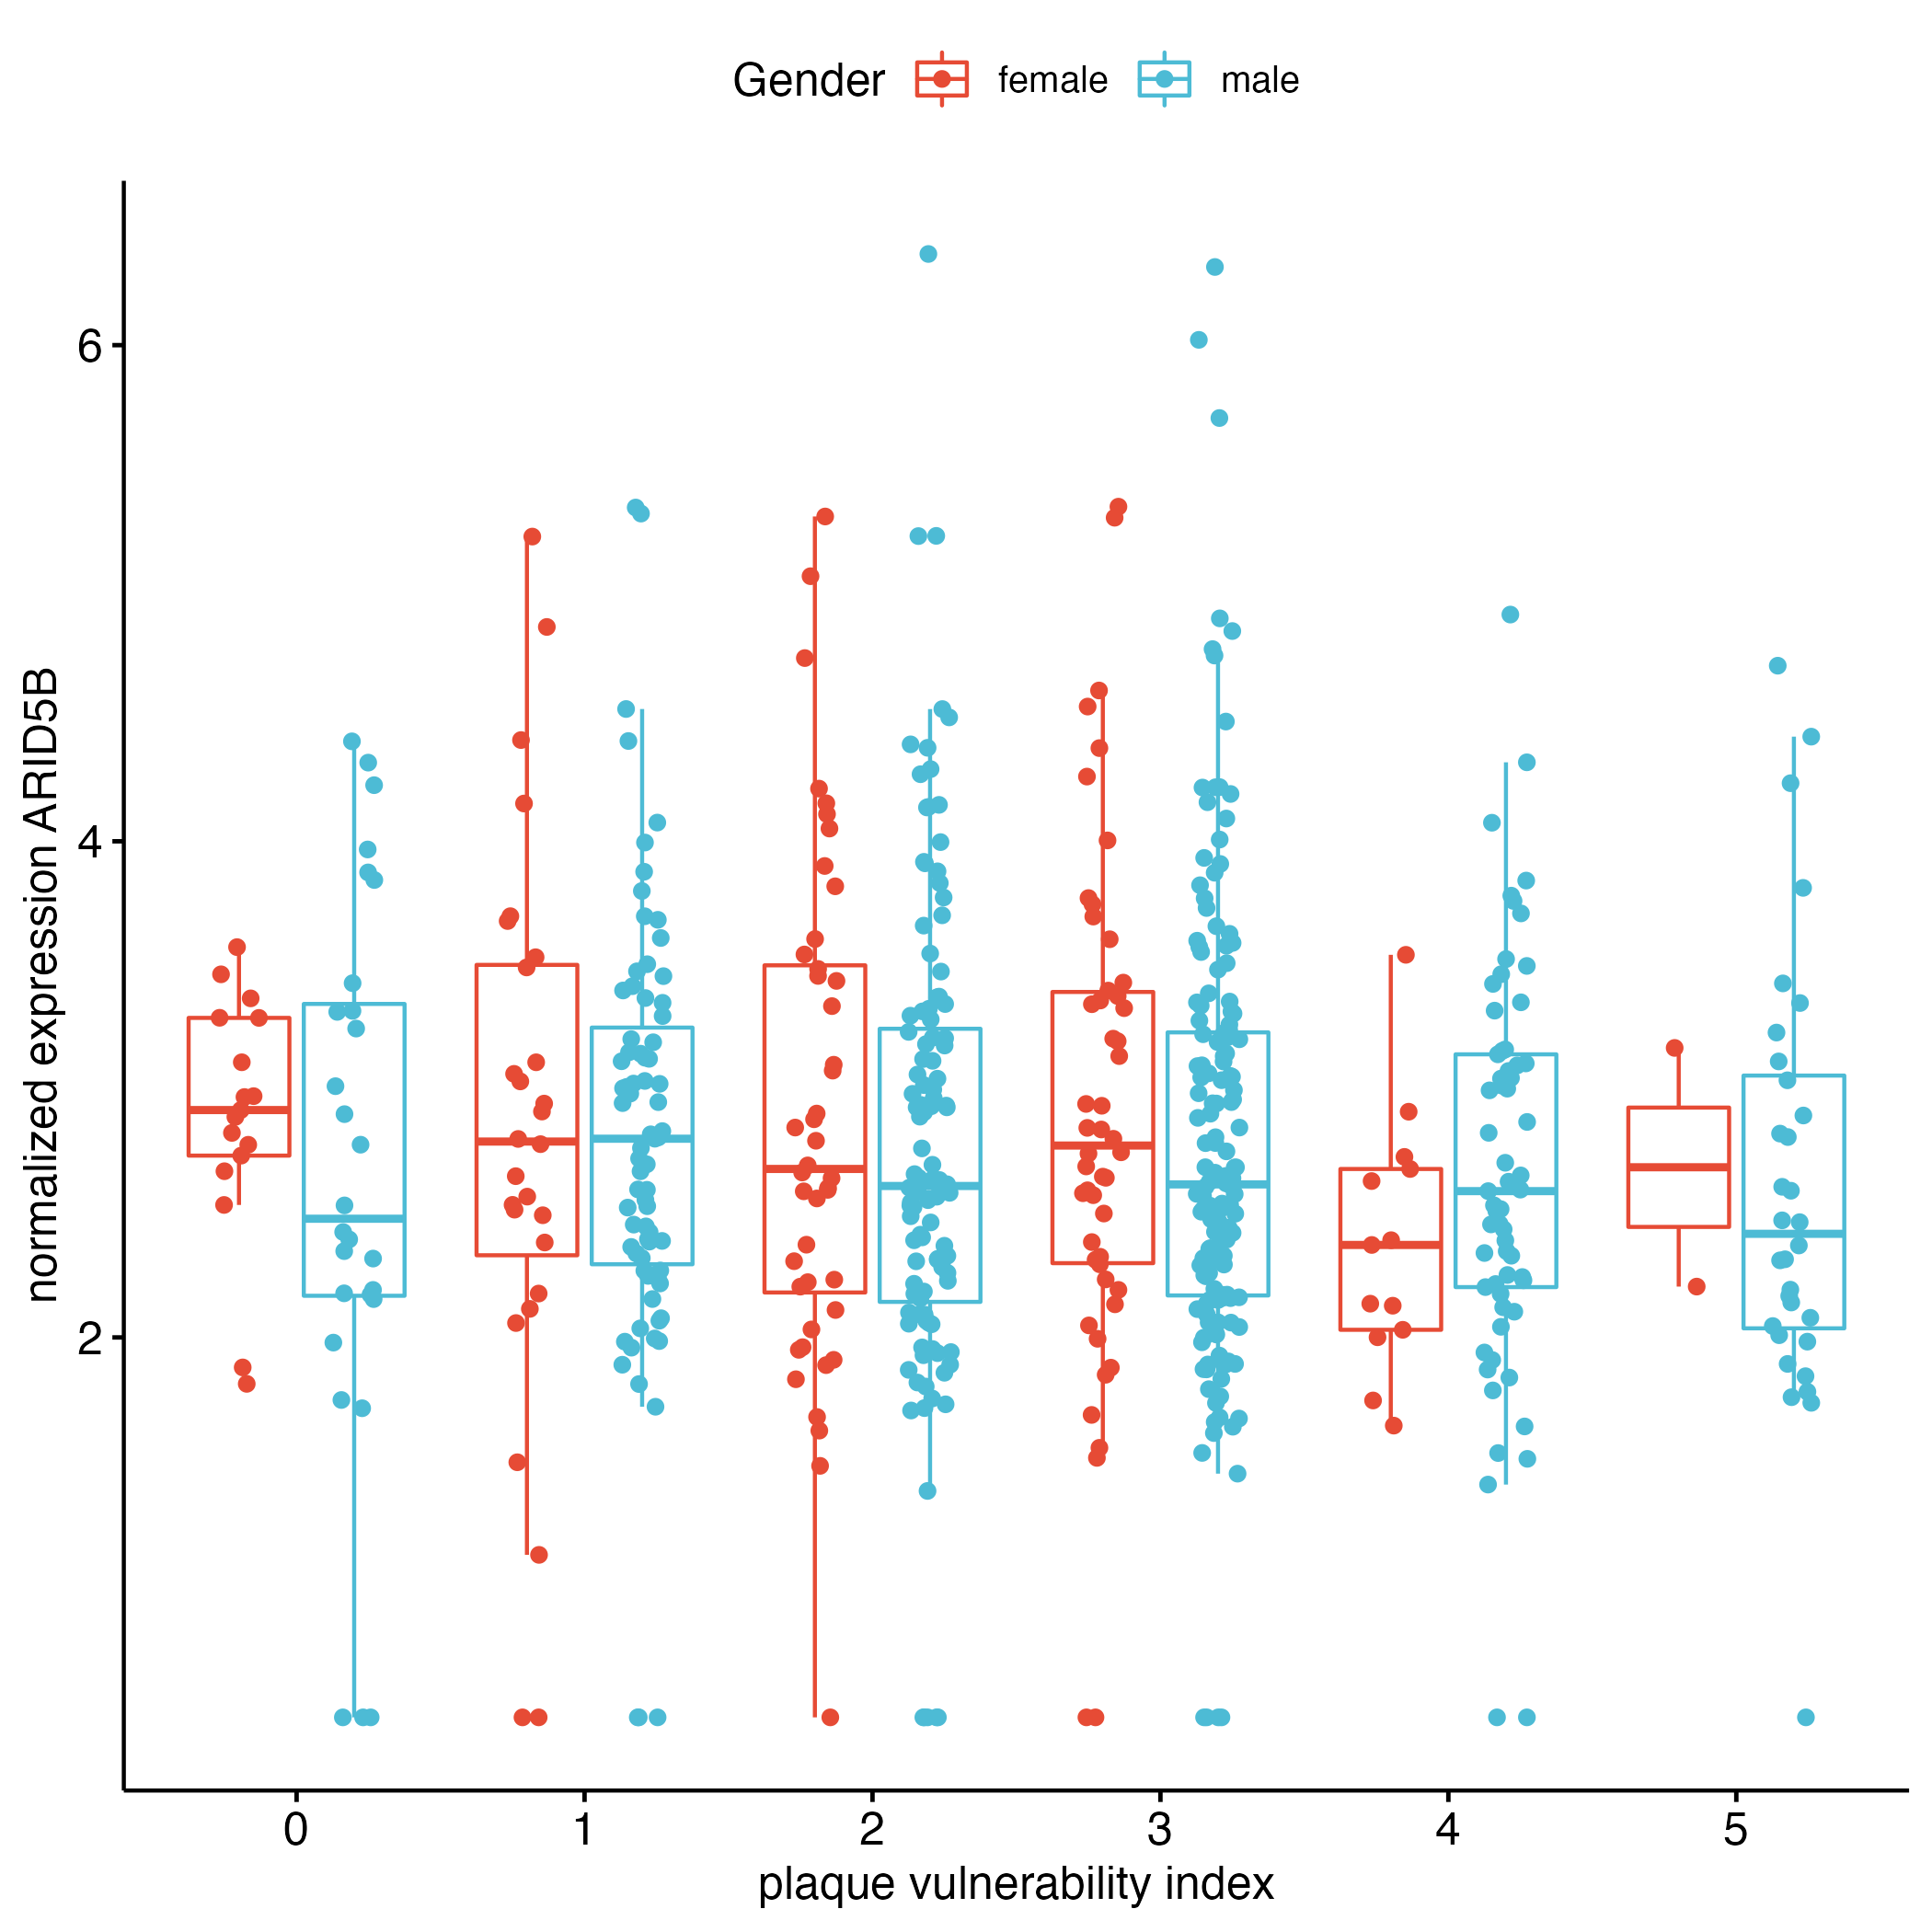 Gender female male
normalized expression ARID5B
6
4
2
0 1 2 3 4 5
plaque vulnerability index